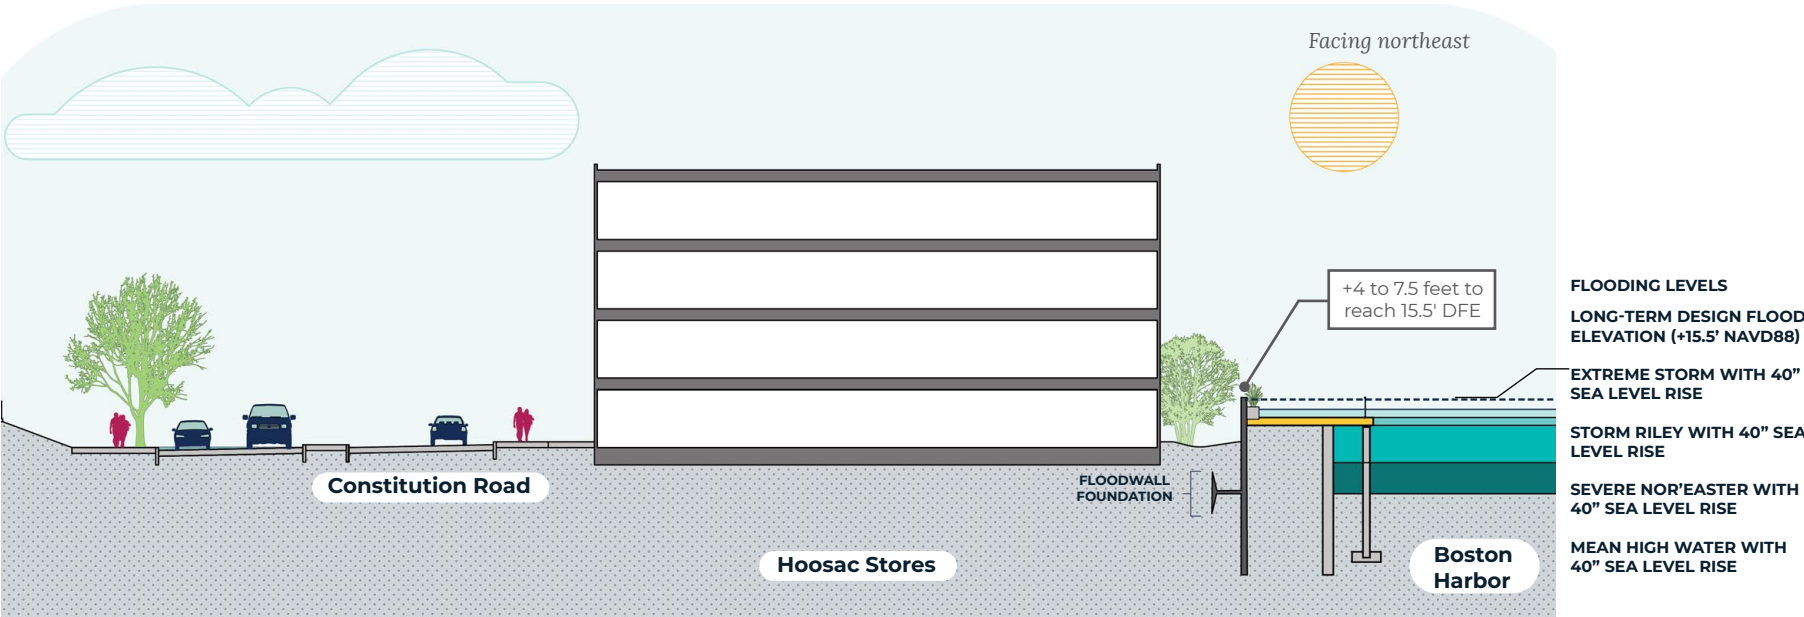 Facing northeast
+4 to 7.5 feet to
reach 15.5' DFE
FLOODING LEVELS
LONG-TERM DESIGN FLOOD
ELEVATION (+15.5’ NAVD88)
EXTREME STORM WITH 40”
SEA LEVEL RISE
STORM RILEY WITH 40” SEA
LEVEL RISE
SEVERE NOR’EASTER WITH
40” SEA LEVEL RISE
MEAN HIGH WATER WITH
40” SEA LEVEL RISE
Constitution Road
FLOODWALL
FOUNDATION
Hoosac Stores
Boston
Harbor